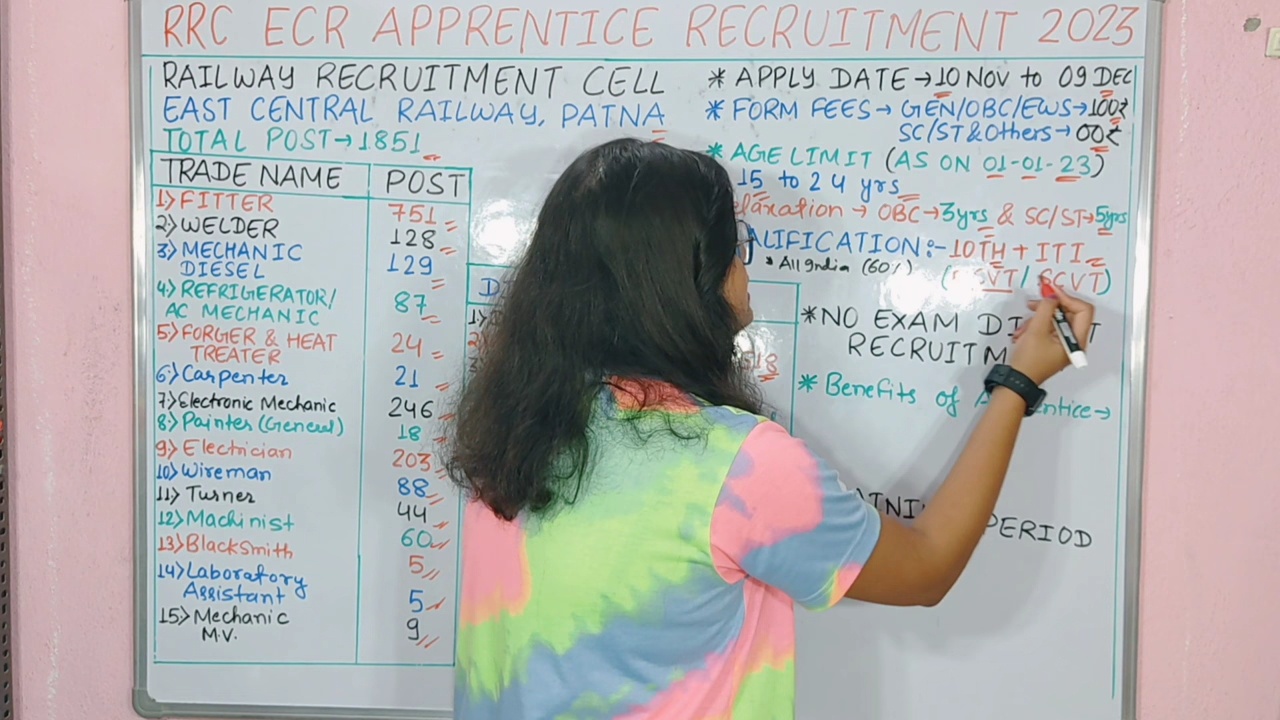 RRC ECR APPRENTICE RECRUITMENT 2023
RAILWAY RECRUITMENT CELL
EAST CENTRAL RAILWAY, PATNA
TOTAL POST→1851
TRADE NAME POST
1) FITTER 751
2) WELDER 128
3) MECHANIC
DIESEL 129
4) REFRIGERATOR/
AC MECHANIC 87
5) FORGER & HEAT
TREATER 24
6) Carpenter 21
7) Electronic Mechanic 246
8) Painter (General) 18
9) Electrician 203
10) Wireman 88
11) Turner 44
12) Machinist 60
13) BlackSmith 5
14) Laboratory
Assistant 5
15) Mechanic
M.V. 9
* APPLY DATE → 10 NOV to 09 DEC
* FORM FEES → GEN/OBC/EWS→100₹
SC/ST & Others→ 00₹
* AGE LIMIT (AS ON 01-01-23)
15 to 24 yrs
→ OBC→3yrs & SC/ST→5yrs
:- 10TH + ITI
* All India (60%)
SCVT)
* NO EXAM
* Benefits of
PERIOD